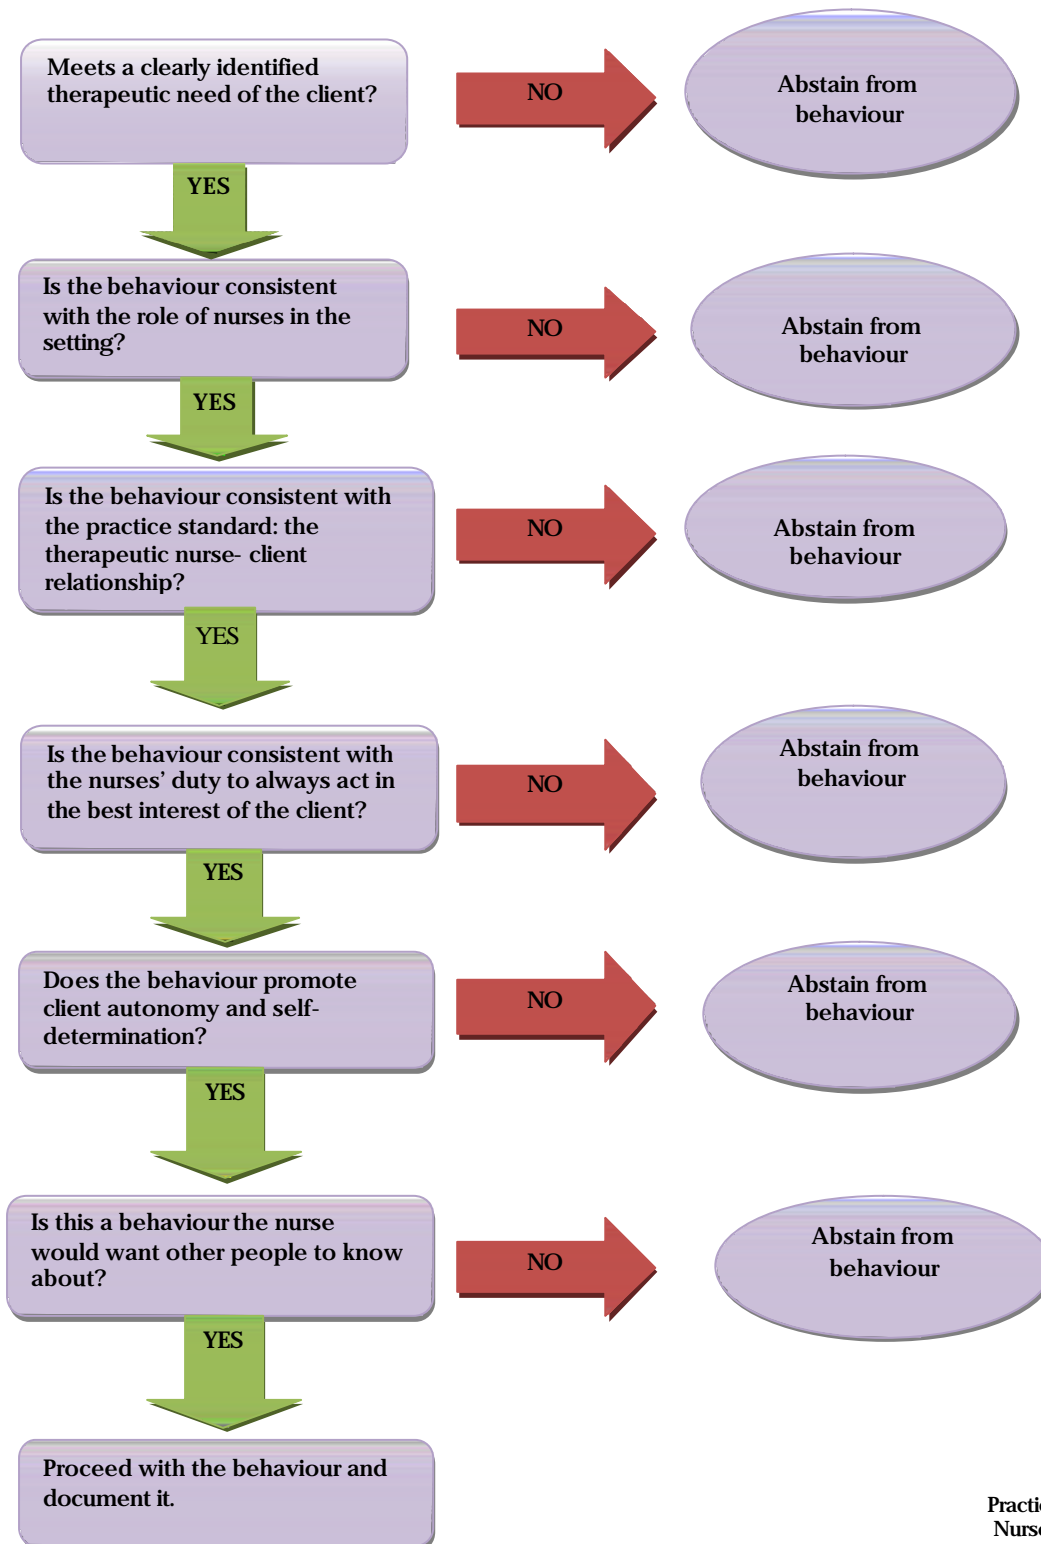 Meets a clearly identified
therapeutic need of the client?
NO
Abstain from
behaviour
YES
Is the behaviour consistent
with the role of nurses in the
setting?
NO
Abstain from
behaviour
YES
Is the behaviour consistent with
the practice standard: the
therapeutic nurse- client
relationship?
NO
Abstain from
behaviour
YES
Is the behaviour consistent with
the nurses’ duty to always act in
the best interest of the client?
NO
Abstain from
behaviour
YES
Does the behaviour promote
client autonomy and self-
determination?
NO
Abstain from
behaviour
YES
Is this a behaviour the nurse
would want other people to know
about?
NO
Abstain from
behaviour
YES
Proceed with the behaviour and
document it.